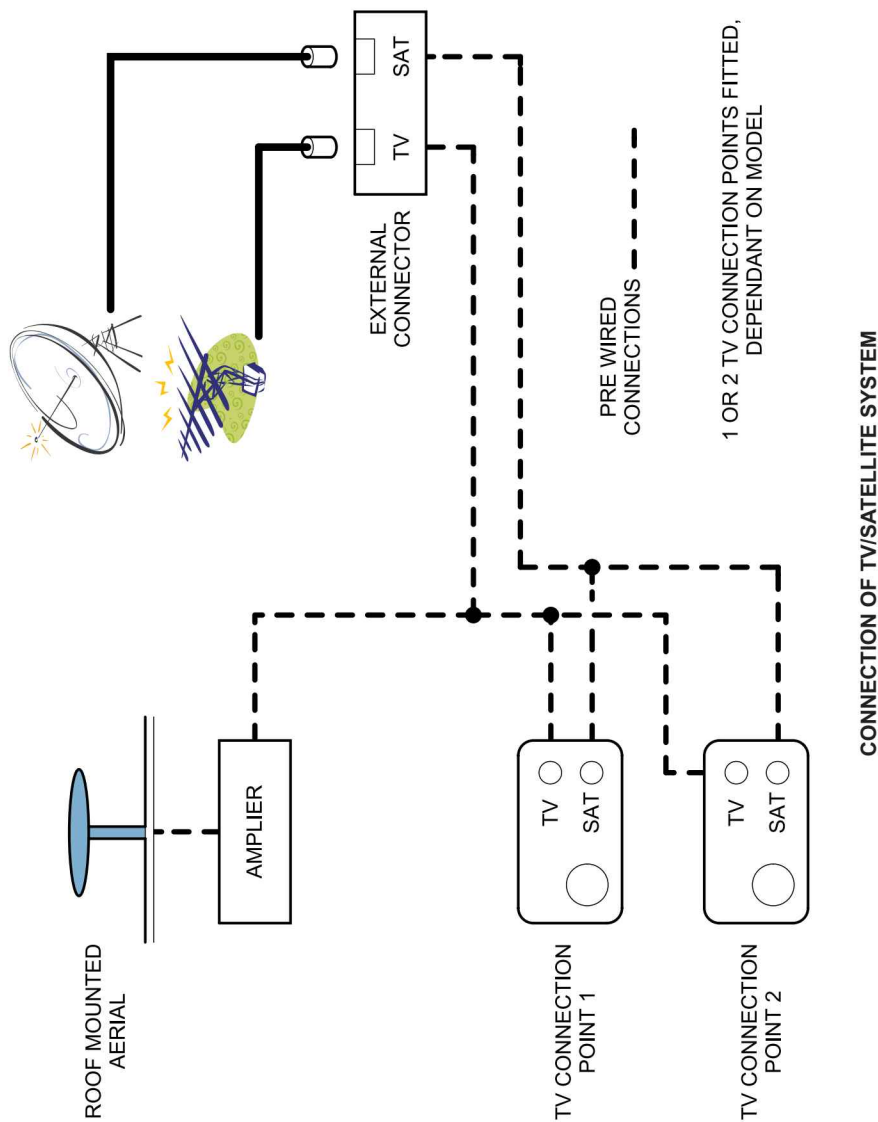 ROOF MOUNTED
AERIAL
AMPLIER
EXTERNAL
CONNECTOR
TV
SAT
TV CONNECTION
POINT 1
TV
SAT
TV CONNECTION
POINT 2
TV
SAT
PRE WIRED
CONNECTIONS
1 OR 2 TV CONNECTION POINTS FITTED,
DEPENDANT ON MODEL
CONNECTION OF TV/SATELLITE SYSTEM